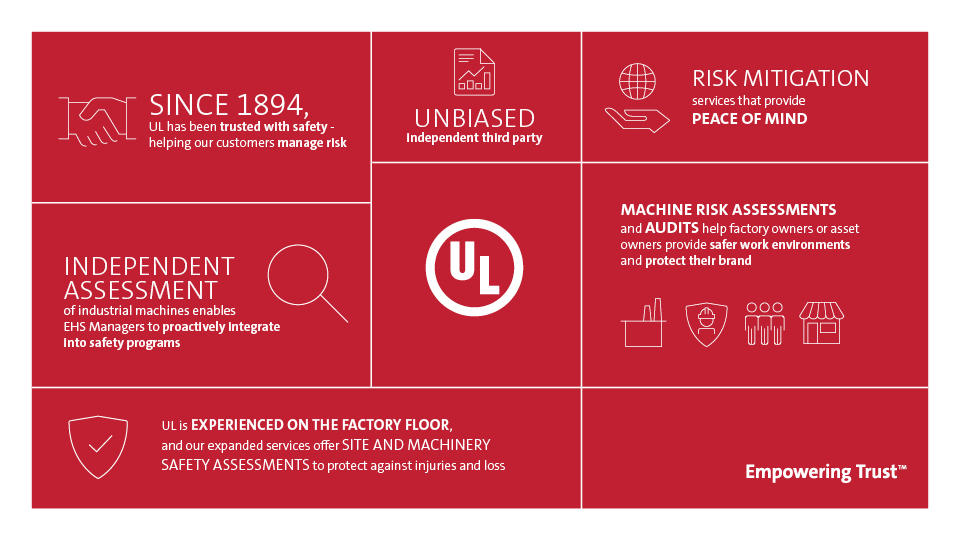 SINCE 1894,
UL has been trusted with safety -
helping our customers manage risk
UNBIASED
independent third party
RISK MITIGATION
services that provide
PEACE OF MIND
INDEPENDENT
ASSESSMENT
of industrial machines enables
EHS Managers to proactively integrate
into safety programs
UL
MACHINE RISK ASSESSMENTS
and AUDITS help factory owners or asset
owners provide safer work environments
and protect their brand
UL is EXPERIENCED ON THE FACTORY FLOOR,
and our expanded services offer SITE AND MACHINERY
SAFETY ASSESSMENTS to protect against injuries and loss
Empowering Trust™